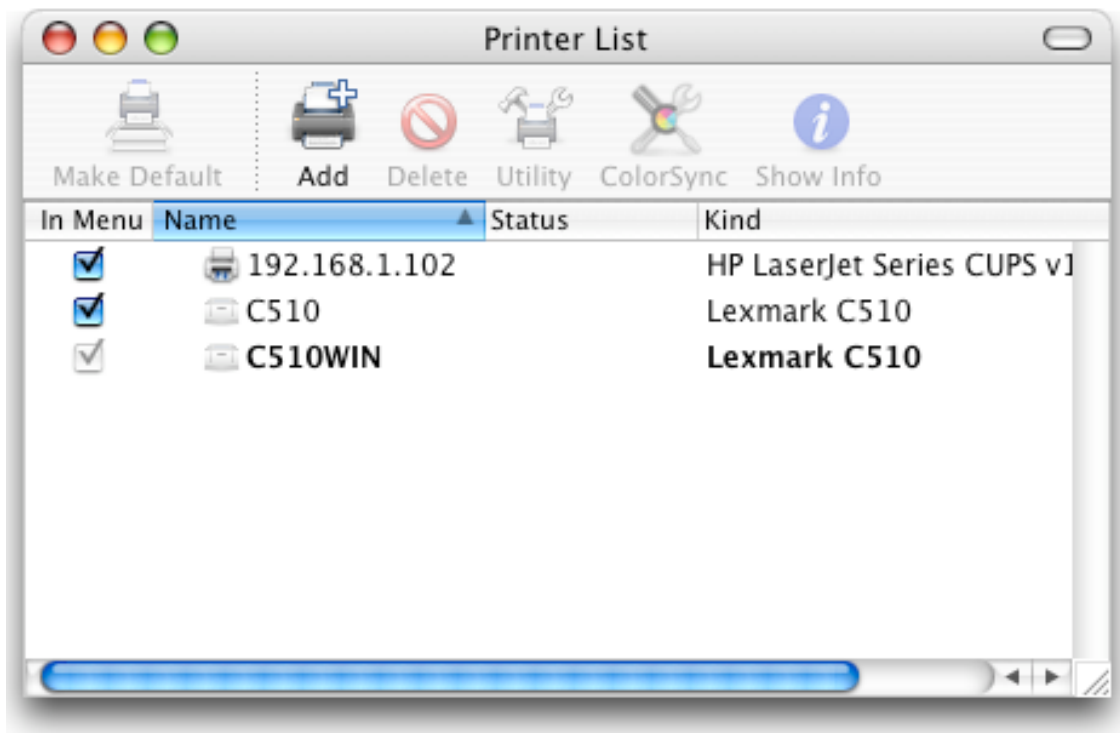 Printer List
Make Default Add Delete Utility ColorSync Show Info
In Menu Name Status Kind
192.168.1.102 HP LaserJet Series CUPS v1
C510 Lexmark C510
C510WIN Lexmark C510